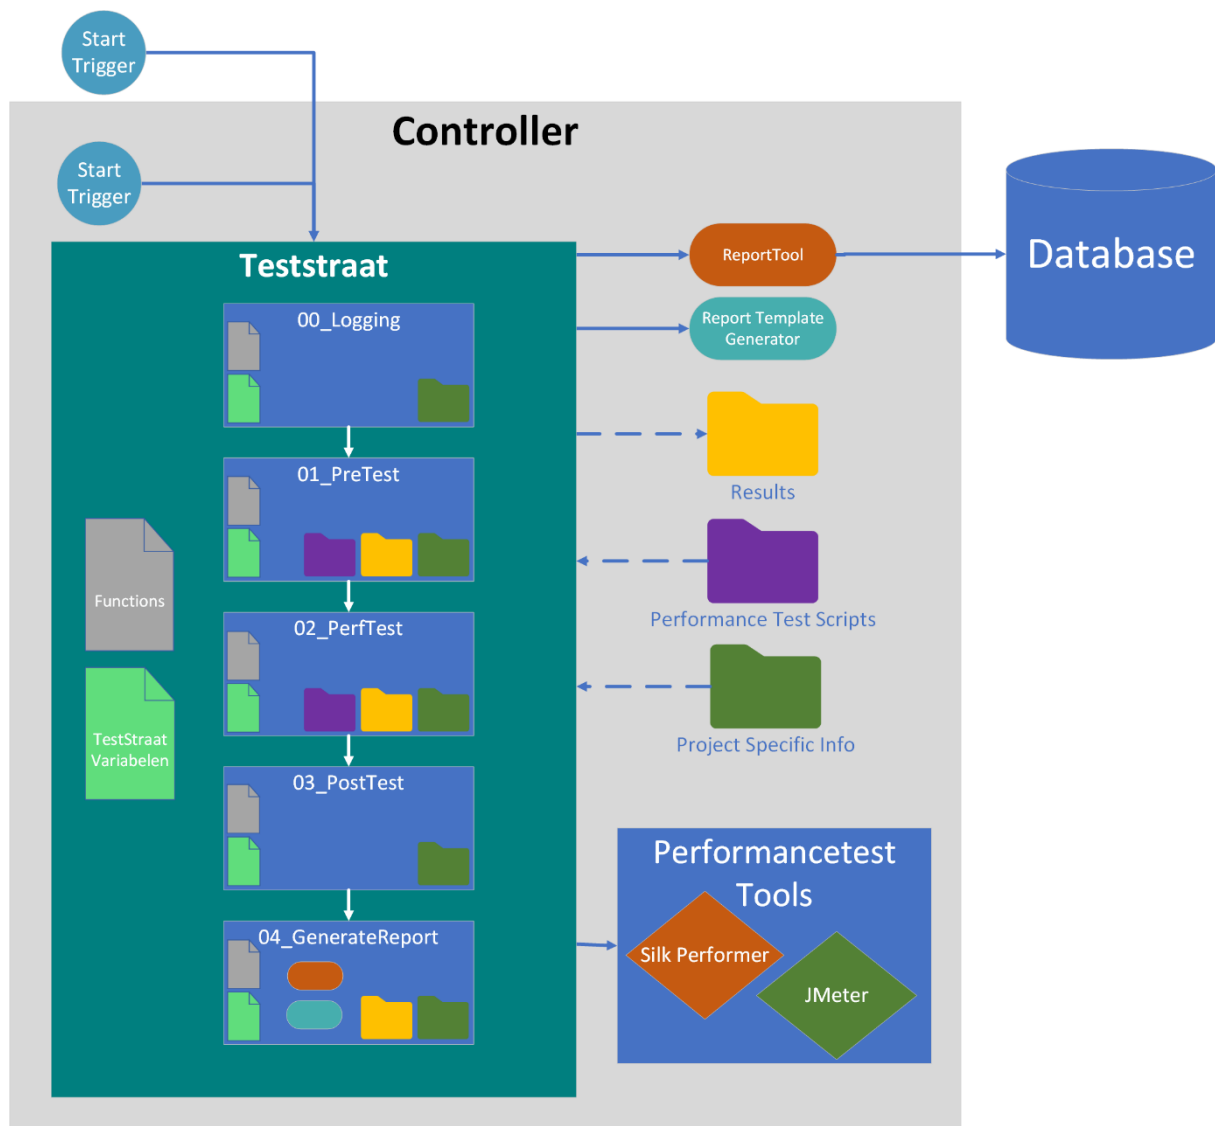 Start
Trigger
Controller
Start
Trigger
Teststraat
00_Logging
01_PreTest
02_PerfTest
03_PostTest
04_GenerateReport
Functions
TestStraat
Variabelen
ReportTool
Report Template
Generator
Results
Performance Test Scripts
Project Specific Info
Performancetest
Tools
Silk Performer
JMeter
Database